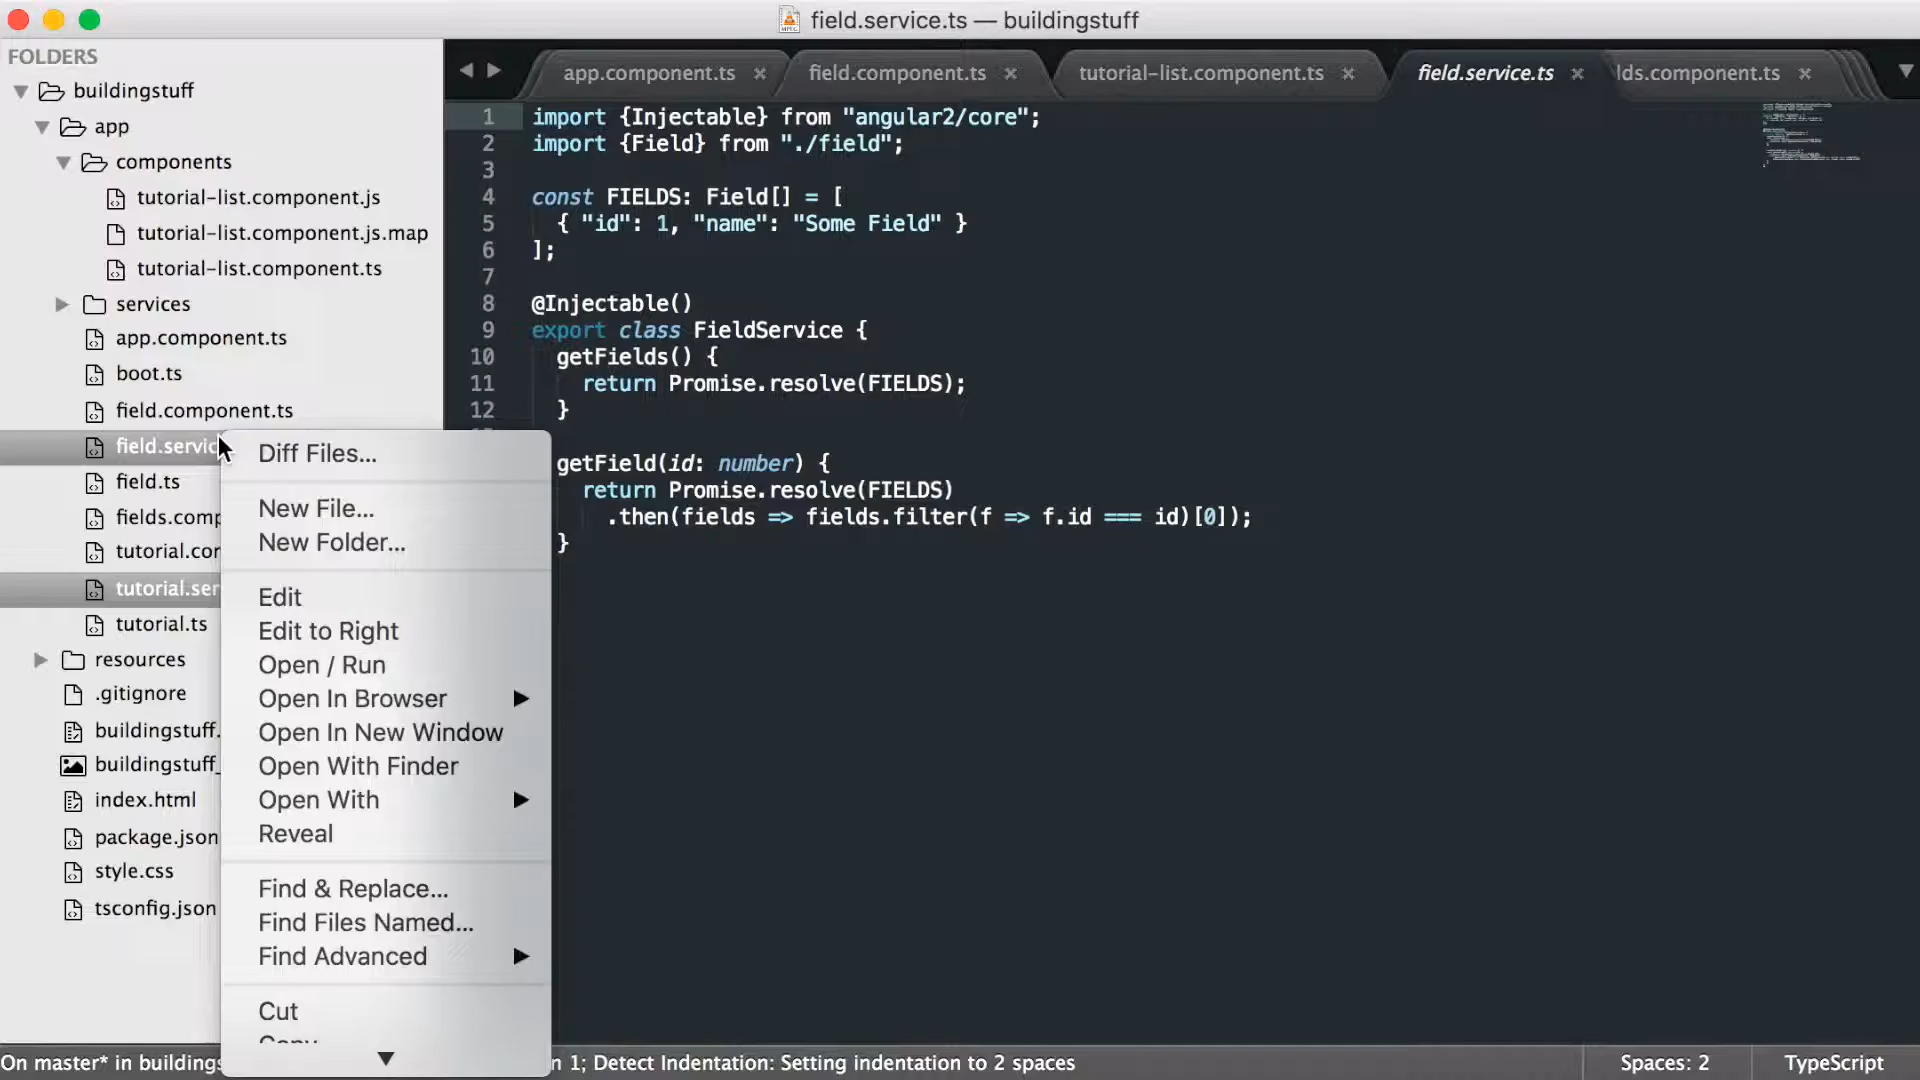 field.service.ts — buildingstuff
FOLDERS
buildingstuff
app
components
tutorial-list.component.js
tutorial-list.component.js.map
tutorial-list.component.ts
services
app.component.ts
boot.ts
field.component.ts
field.servic
field.ts
fields.comp
tutorial.cor
tutorial.ser
tutorial.ts
resources
.gitignore
buildingstuff.
buildingstuff_
index.html
package.json
style.css
tsconfig.json
Diff Files...
New File...
New Folder...
Edit
Edit to Right
Open / Run
Open In Browser
Open In New Window
Open With Finder
Open With
Reveal
Find & Replace...
Find Files Named...
Find Advanced
Cut
Copy
app.component.ts × field.component.ts × tutorial-list.component.ts × field.service.ts × lds.component.ts ×
1 import {Injectable} from "angular2/core";
2 import {Field} from "./field";
3
4 const FIELDS: Field[] = [
5 { "id": 1, "name": "Some Field" }
6 ];
7
8 @Injectable()
9 export class FieldService {
10 getFields() {
11 return Promise.resolve(FIELDS);
12 }
getField(id: number) {
return Promise.resolve(FIELDS)
.then(fields => fields.filter(f => f.id === id)[0]);
}
On master* in buildings n 1; Detect Indentation: Setting indentation to 2 spaces Spaces: 2 TypeScript